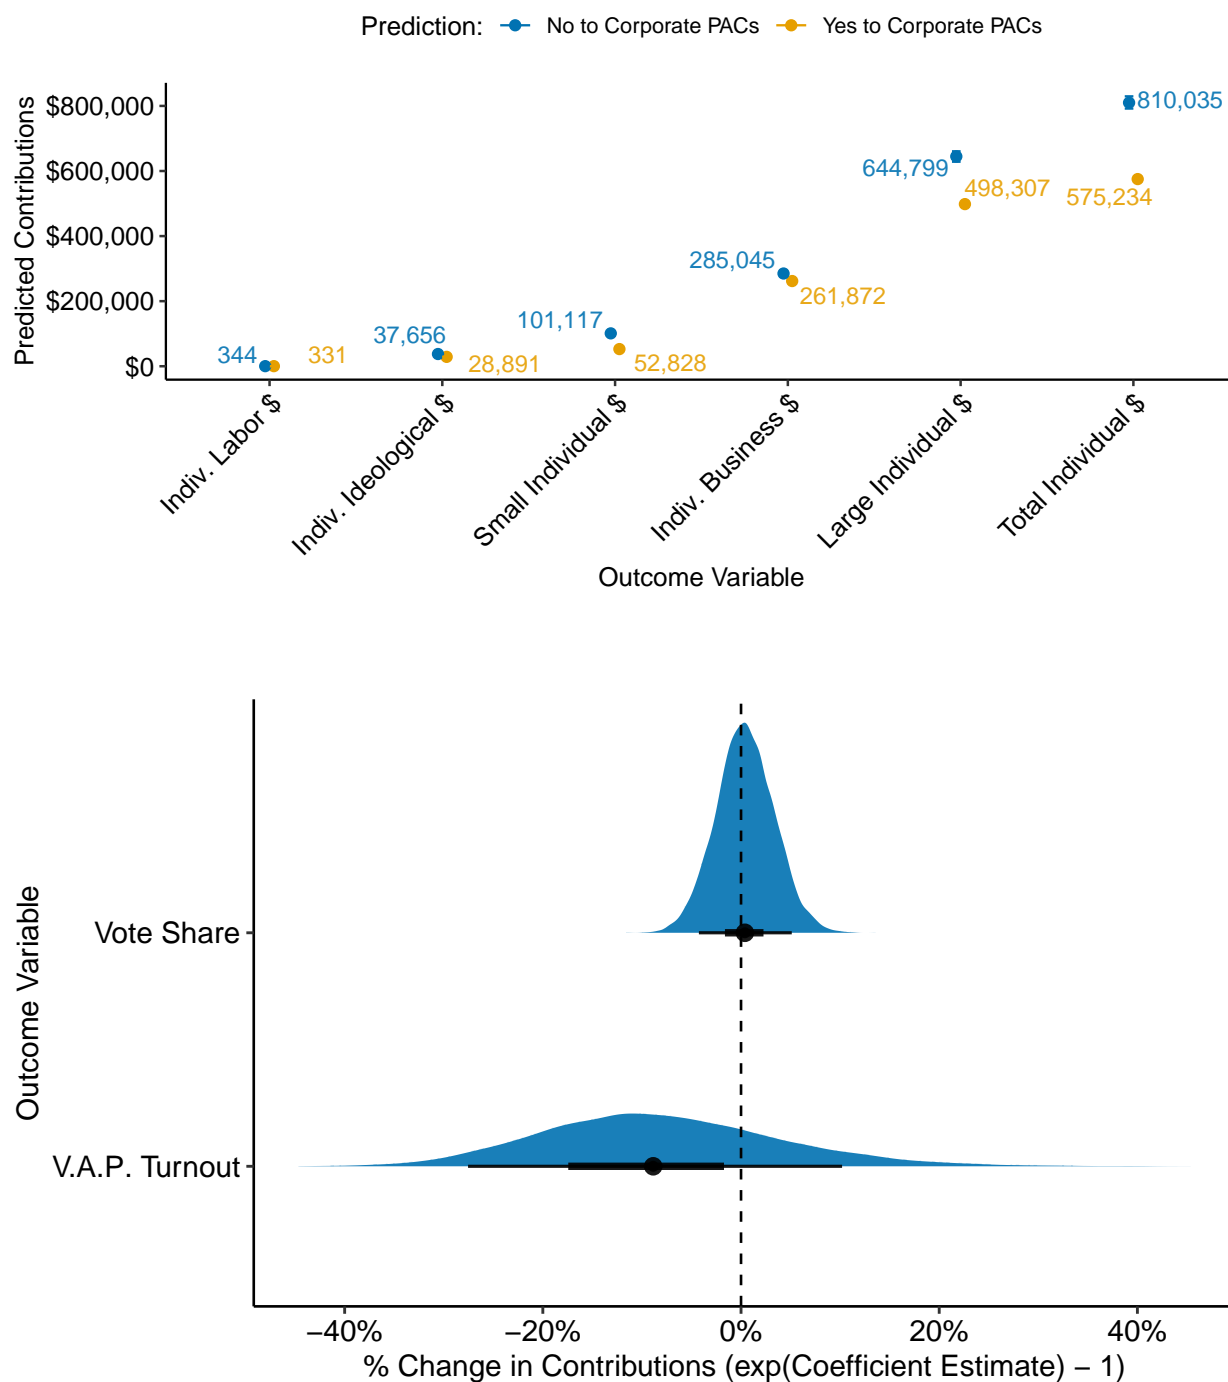 Prediction: No to Corporate PACs Yes to Corporate PACs
Predicted Contributions
$800,000
$600,000
$400,000
$200,000
$0
344
331
37,656
28,891
101,117
52,828
285,045
261,872
644,799
498,307
810,035
575,234
Indiv. Labor $
Indiv. Ideological $
Small Individual $
Indiv. Business $
Large Individual $
Total Individual $
Outcome Variable
Outcome Variable
Vote Share
V.A.P. Turnout
−40% −20% 0% 20% 40%
% Change in Contributions (exp(Coefficient Estimate) − 1)